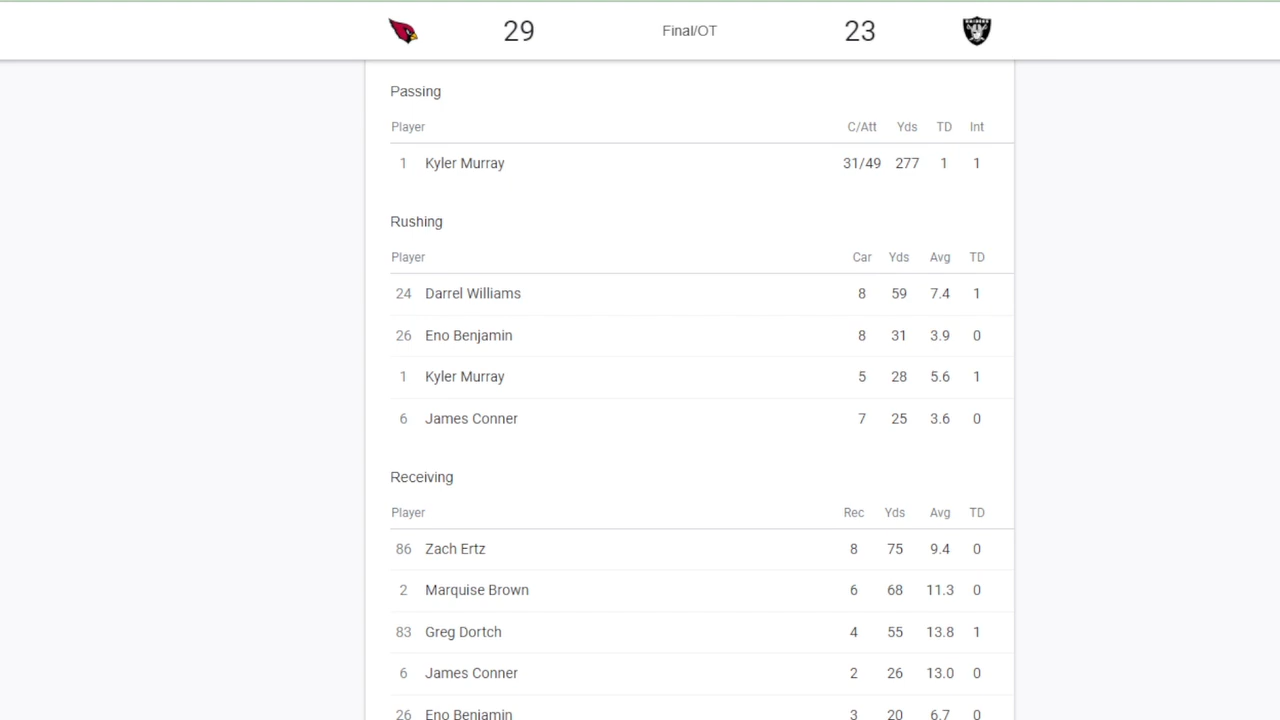 29 Final/OT 23 RAIDERS
Passing
Player C/Att Yds TD Int
1 Kyler Murray 31/49 277 1 1
Rushing
Player Car Yds Avg TD
24 Darrel Williams 8 59 7.4 1
26 Eno Benjamin 8 31 3.9 0
1 Kyler Murray 5 28 5.6 1
6 James Conner 7 25 3.6 0
Receiving
Player Rec Yds Avg TD
86 Zach Ertz 8 75 9.4 0
2 Marquise Brown 6 68 11.3 0
83 Greg Dortch 4 55 13.8 1
6 James Conner 2 26 13.0 0
26 Eno Benjamin 3 20 6.7 0